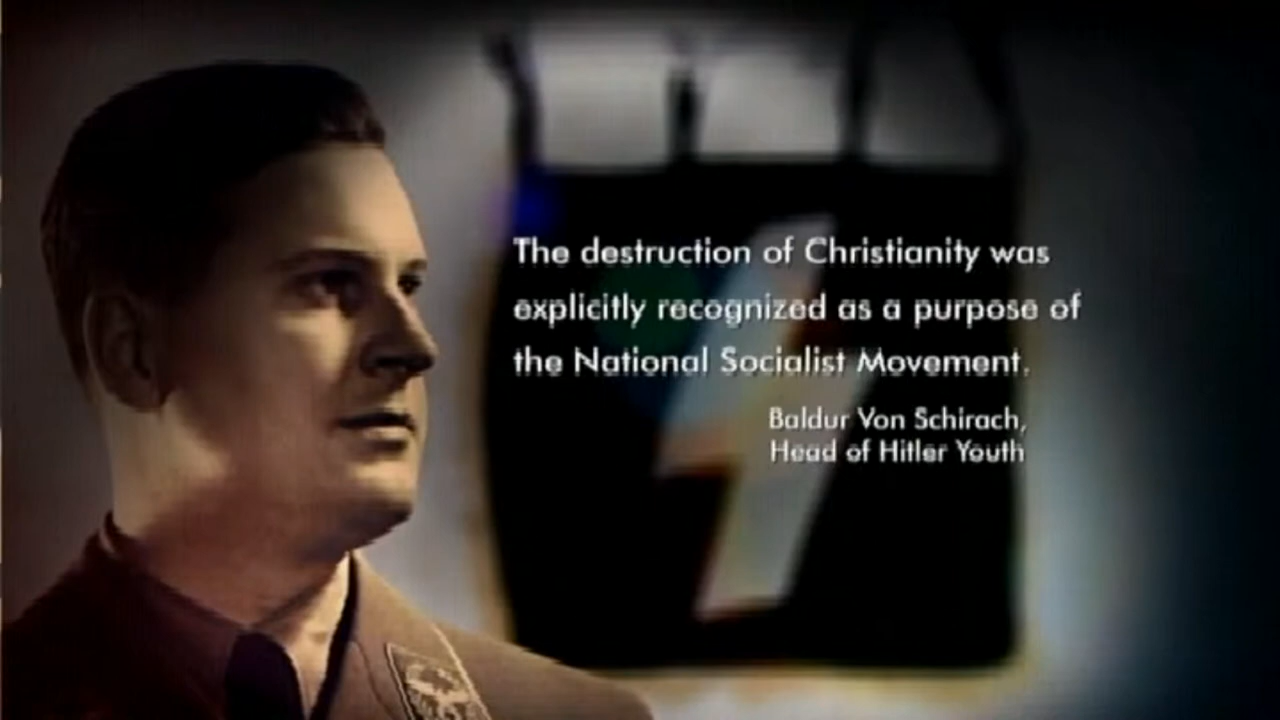 The destruction of Christianity was
explicitly recognized as a purpose of
the National Socialist Movement.
Baldur Von Schirach,
Head of Hitler Youth